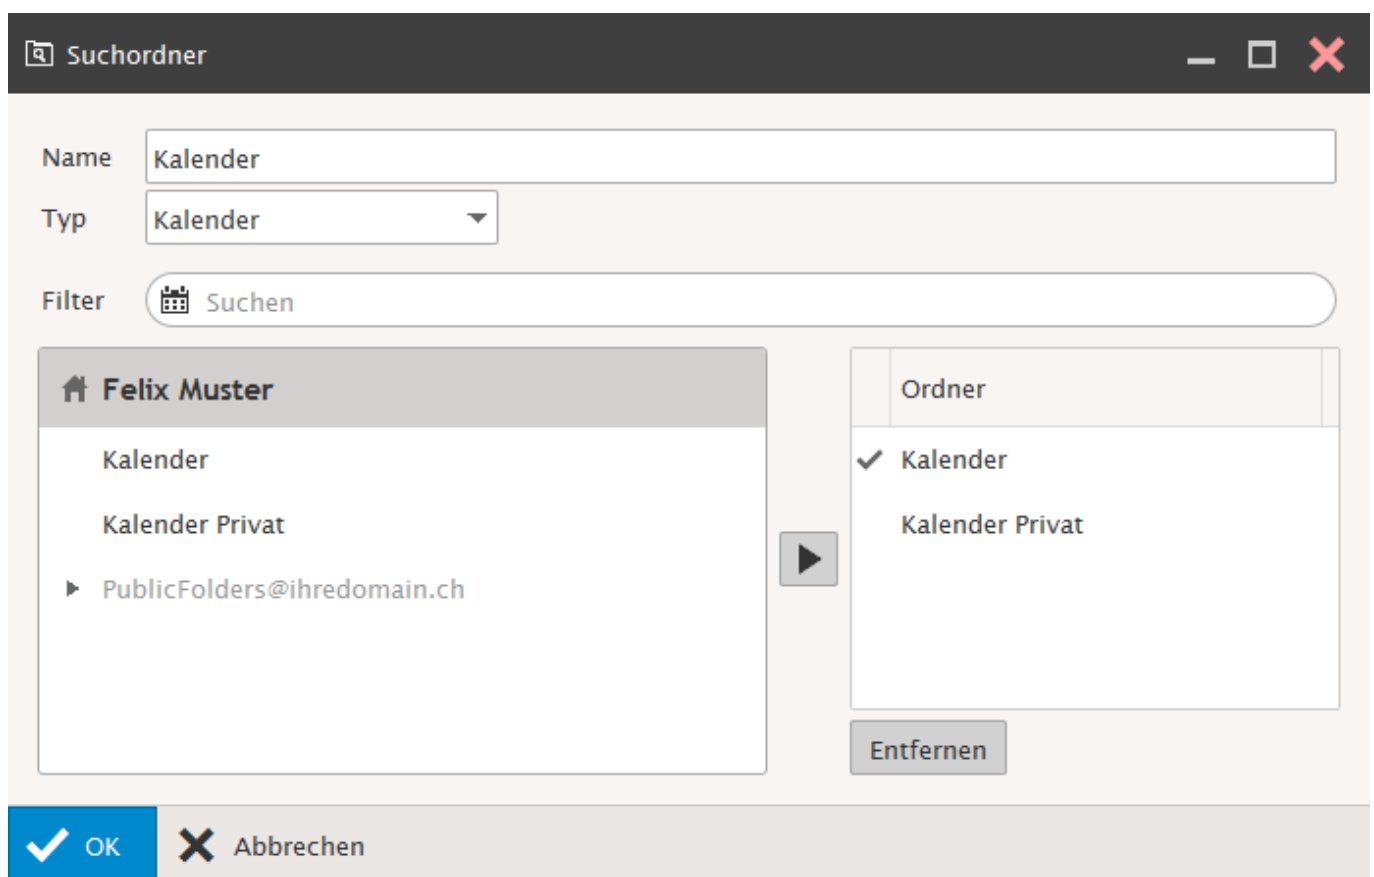 Suchordner
Name Kalender
Typ Kalender
Filter Suchen
Felix Muster
Kalender
Kalender Privat
PublicFolders@ihredomain.ch
Ordner
Kalender
Kalender Privat
Entfernen
OK Abbrechen